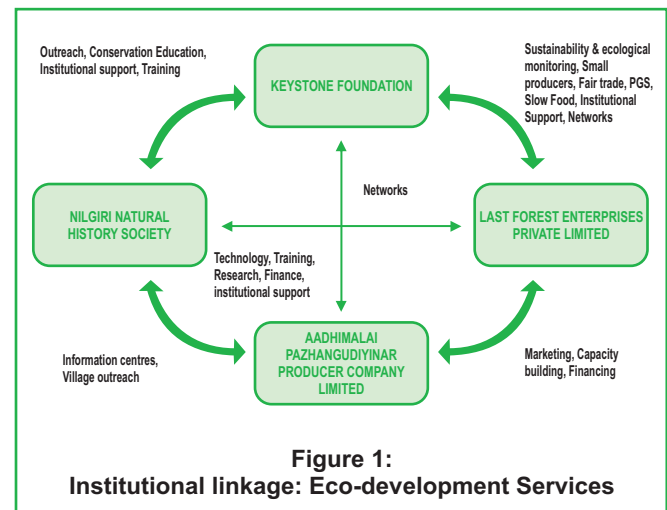 Outreach, Conservation Education,
Institutional support, Training
KEYSTONE FOUNDATION
Sustainability & ecological
monitoring, Small
producers, Fair trade, PGS,
Slow Food, Institutional
Support, Networks
Networks
NILGIRI NATURAL
HISTORY SOCIETY
LAST FOREST ENTERPRISES
PRIVATE LIMITED
Technology, Training,
Research, Finance,
institutional support
AADHIMALAI
PAZHANGUDIYINAR
PRODUCER COMPANY
LIMITED
Information centres,
Village outreach
Marketing, Capacity
building, Financing
Figure 1:
Institutional linkage: Eco-development Services